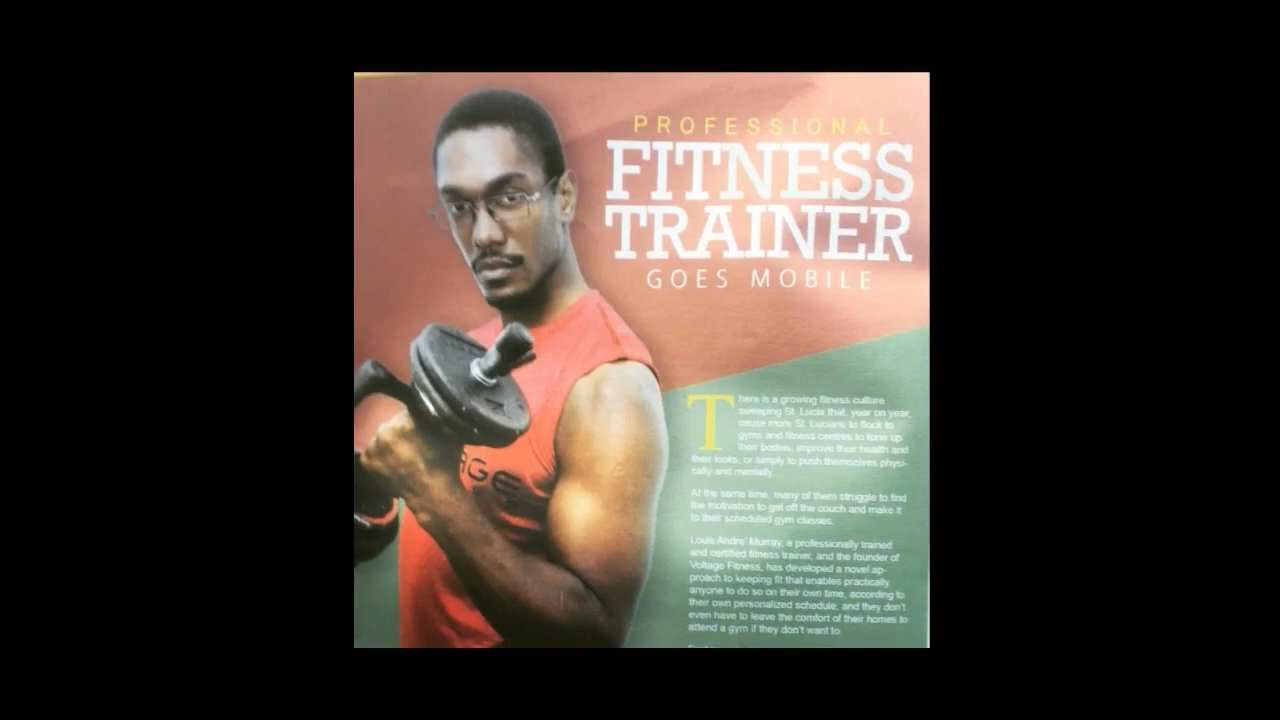 PROFESSIONAL
FITNESS
TRAINER
GOES MOBILE
There is a growing fitness culture
sweeping St. Lucia that, year on year,
cause more St. Lucians to flock to
gyms and fitness centres to tone up
their bodies, improve their health and
their looks, or simply to push themselves physi-
cally and mentally.
At the same time, many of them struggle to find
the motivation to get off the couch and make it
to their scheduled gym classes.
Louis Andre' Murray, a professionally trained
and certified fitness trainer, and the founder of
Voltage Fitness, has developed a novel ap-
proach to keeping fit that enables practically
anyone to do so on their own time, according to
their own personalized schedule, and they don't
even have to leave the comfort of their homes to
attend a gym if they don't want to.
AGE